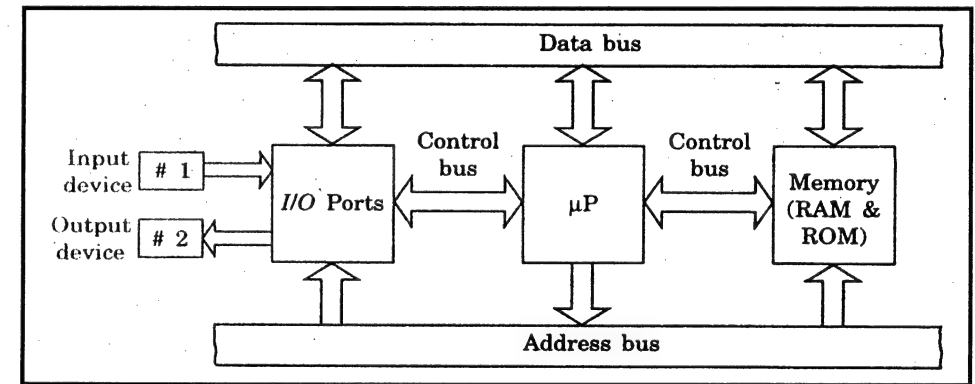 Data bus
Control
bus
Control
bus
Input
device
# 1
I/O Ports
µP
Memory
(RAM &
ROM)
Output
device
# 2
Address bus